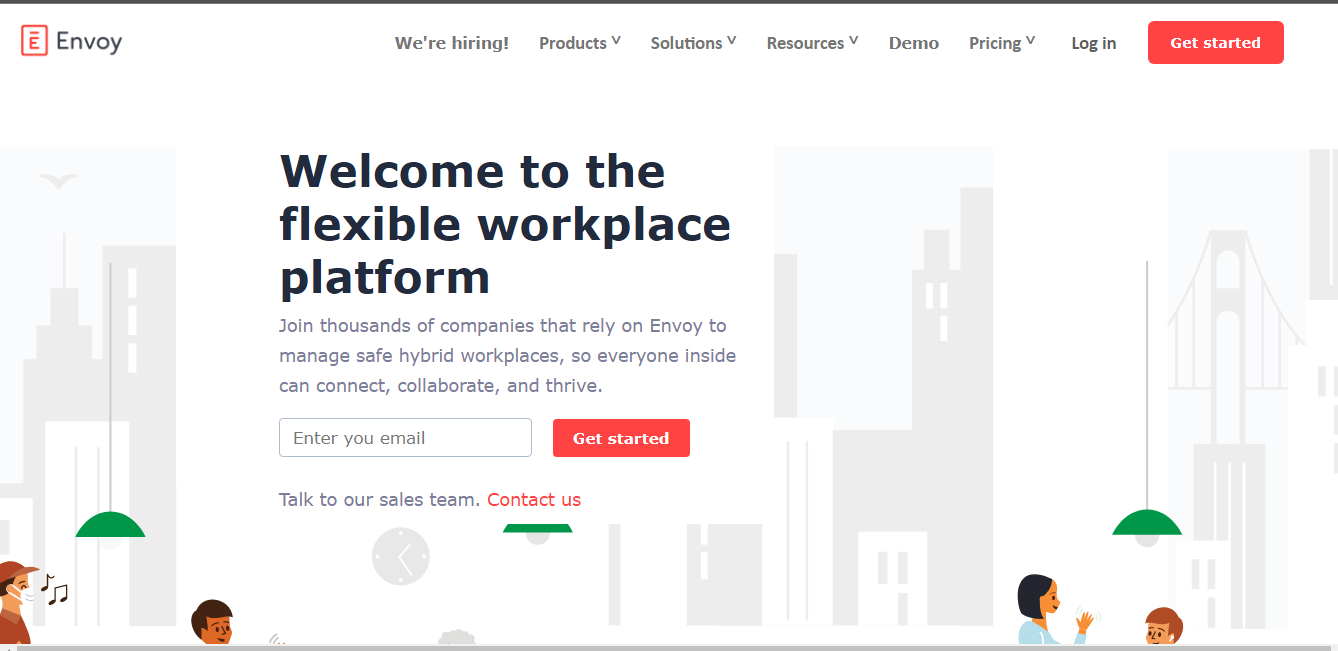 Envoy
We're hiring! Products Solutions Resources Demo Pricing Log in Get started
Welcome to the
flexible workplace
platform
Join thousands of companies that rely on Envoy to
manage safe hybrid workplaces, so everyone inside
can connect, collaborate, and thrive.
Enter you email Get started
Talk to our sales team. Contact us